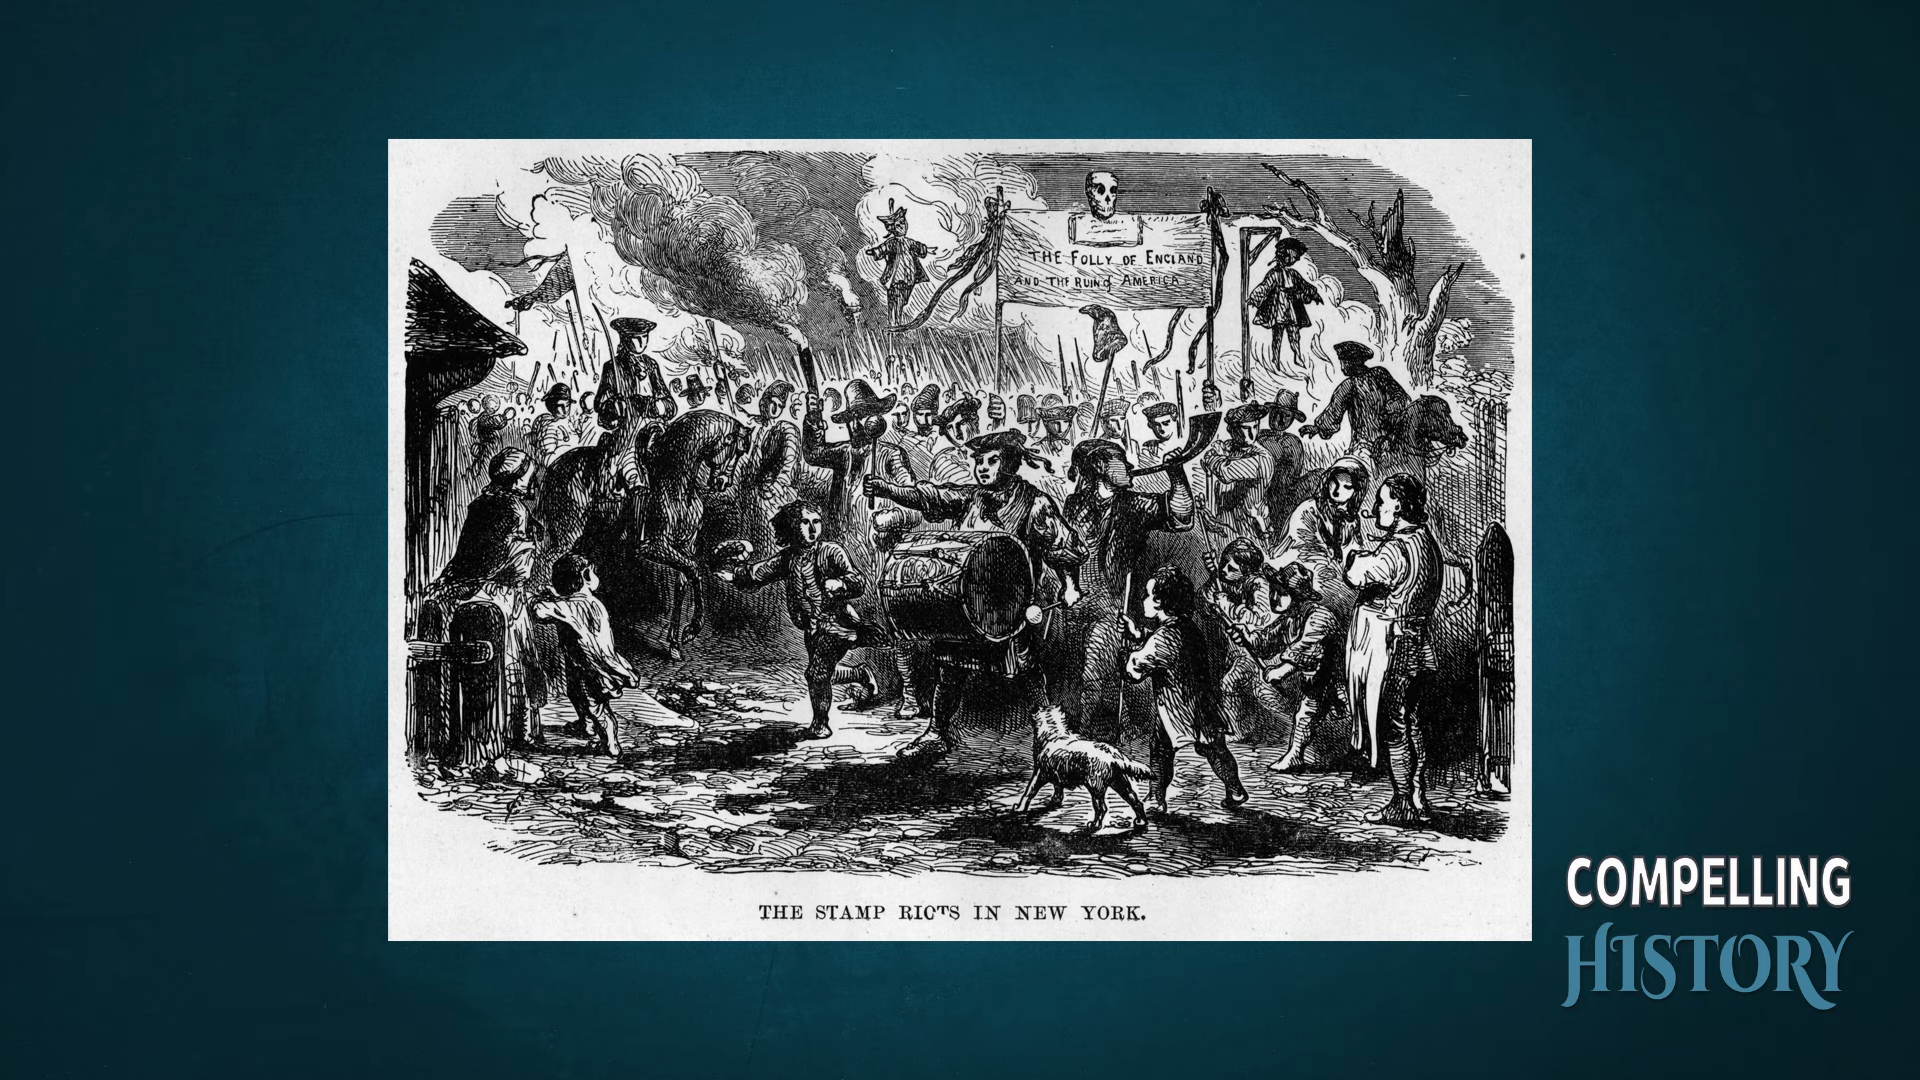 THE FOLLY OF ENGLAND
AND THE RUIN of AMERICA
THE STAMP RIOTS IN NEW YORK.
COMPELLING
HISTORY